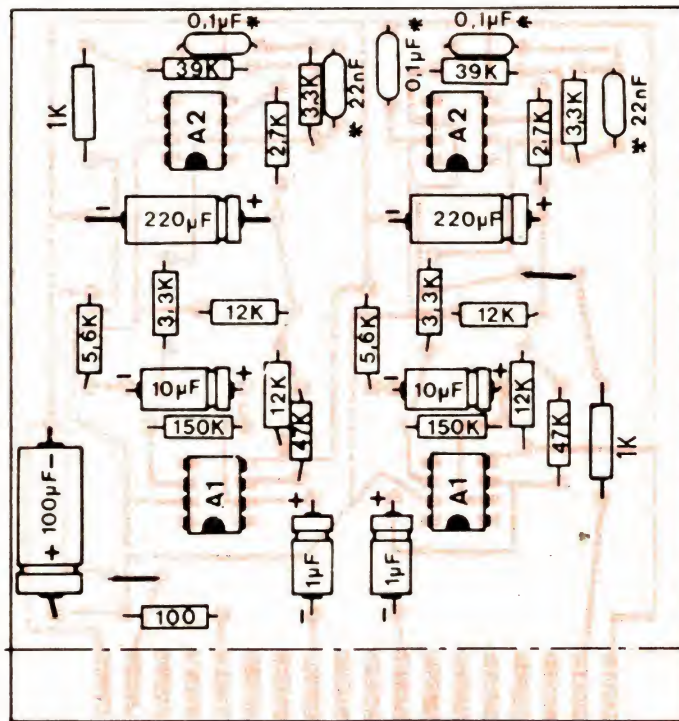 0,1µF* 0,1µF*
39K 39K
1K
3,3K
22nF
*
0,1µF*
3,3K
22nF
*
A2 A2
2,7K 2,7K
- 220µF + - 220µF +
3,3K 3,3K
12K 12K
5,6K 5,6K
- 10µF + - 10µF +
12K 12K
150K 150K
47K 47K
1K
A1 A1
100µF -
+
+ +
1µF 1µF
- -
100